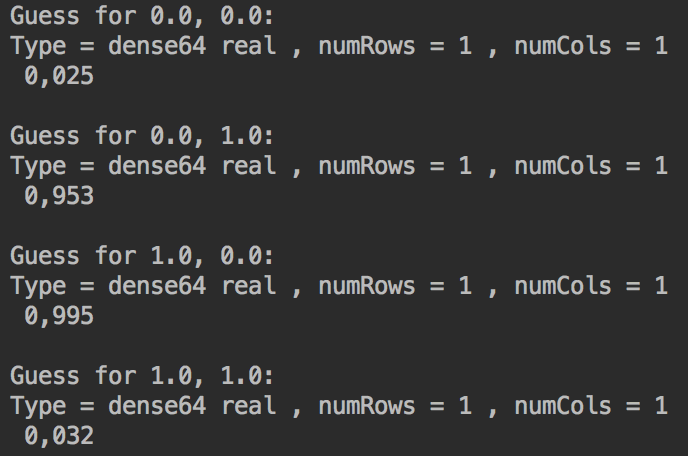 Guess for 0.0, 0.0:
Type = dense64 real , numRows = 1 , numCols = 1
0,025
Guess for 0.0, 1.0:
Type = dense64 real , numRows = 1 , numCols = 1
0,953
Guess for 1.0, 0.0:
Type = dense64 real , numRows = 1 , numCols = 1
0,995
Guess for 1.0, 1.0:
Type = dense64 real , numRows = 1 , numCols = 1
0,032